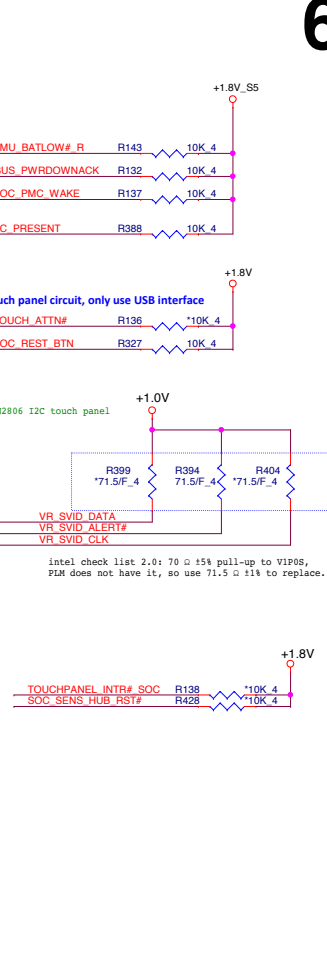 6
+1.8V_S5
MU_BATLOW#_R R143 10K_4
US_PWRDOWNACK R132 10K_4
OC_PMC_WAKE R137 10K_4
C_PRESENT R388 10K_4
+1.8V
uch panel circuit, only use USB interface
OUCH_ATTN# R136 *10K_4
OC_REST_BTN R327 10K_4
2806 I2C touch panel
+1.0V
R399 R394 R404
*71.5/F_4 71.5/F_4 *71.5/F_4
VR_SVID_DATA
VR_SVID_ALERT#
VR_SVID_CLK
intel check list 2.0: 70 Ω ±5% pull-up to V1P0S,
PLM does not have it, so use 71.5 Ω ±1% to replace.
+1.8V
TOUCHPANEL_INTR#_SOC R138 *10K_4
SOC_SENS_HUB_RST# R428 *10K_4